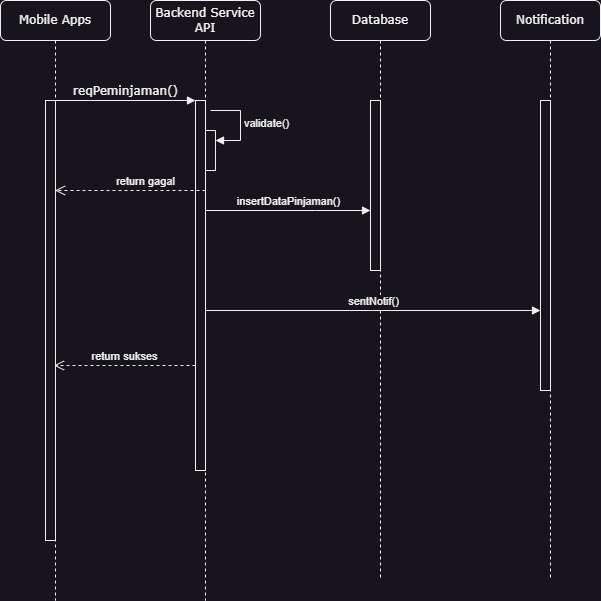 Mobile Apps
Backend Service
API
Database
Notification
reqPeminjaman()
validate()
return gagal
insertDataPinjaman()
sentNotif()
return sukses